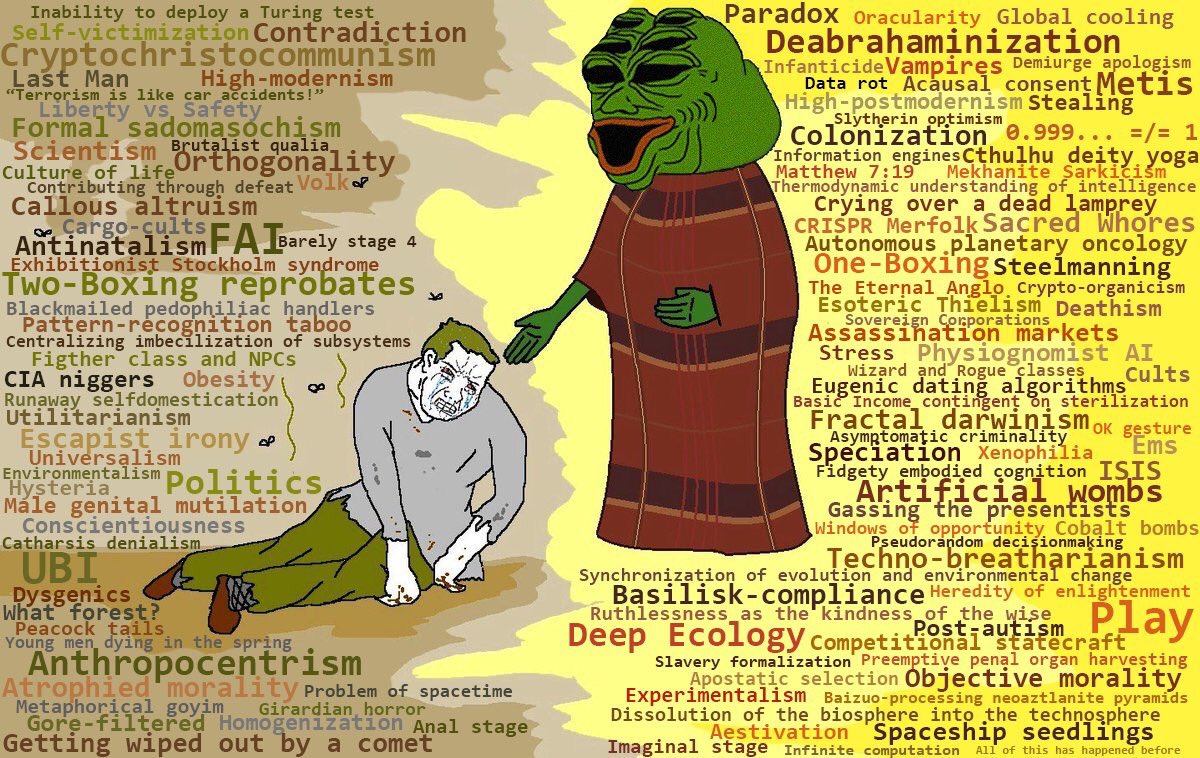 Inability to deploy a Turing test
Self-victimization Contradiction
Cryptochristocommunism
Last Man High-modernism
“Terrorism is like car accidents!”
Liberty vs Safety
Formal sadomasochism
Scientism Brutalist qualia
Orthogonality
Culture of life
Contributing through defeat Volk
Callous altruism
Cargo-cults
Antinatalism FAI Barely stage 4
Exhibitionist Stockholm syndrome
Two-Boxing reprobates
Blackmailed pedophiliac handlers
Pattern-recognition taboo
Centralizing imbecilization of subsystems
Figther class and NPCs
CIA niggers Obesity
Runaway selfdomestication
Utilitarianism
Escapist irony
Universalism
Environmentalism
Hysteria Politics
Male genital mutilation
Conscientiousness
Catharsis denialism
UBI
Dysgenics
What forest?
Peacock tails
Young men dying in the spring
Anthropocentrism
Atrophied morality Problem of spacetime
Metaphorical goyim Girardian horror
Gore-filtered Homogenization Anal stage
Getting wiped out by a comet
Paradox Oracularity Global cooling
Deabrahaminization
Infanticide Vampires Demiurge apologism
Data rot Acausal consent Metis
High-postmodernism Stealing
Slytherin optimism
Colonization 0.999... =/= 1
Information engines Cthulhu deity yoga
Matthew 7:19 Mekhanite Sarkicism
Thermodynamic understanding of intelligence
Crying over a dead lamprey
CRISPR Merfolk Sacred Whores
Autonomous planetary oncology
One-Boxing Steelmanning
The Eternal Anglo Crypto-organicism
Esoteric Thielism Deathism
Sovereign Corporations
Assassination markets
Stress Physiognomist AI
Wizard and Rogue classes Cults
Eugenic dating algorithms
Basic Income contingent on sterilization
Fractal darwinism OK gesture
Asymptomatic criminality Ems
Speciation Xenophilia
Fidgety embodied cognition ISIS
Artificial wombs
Gassing the presentists
Windows of opportunity Cobalt bombs
Pseudorandom decisionmaking
Techno-breatharianism
Synchronization of evolution and environmental change
Basilisk-compliance Heredity of enlightenment
Ruthlessness as the kindness of the wise Play
Deep Ecology Post-autism
Competitional statecraft
Slavery formalization Preemptive penal organ harvesting
Apostatic selection Objective morality
Experimentalism Baizuo-processing neoaztlanite pyramids
Dissolution of the biosphere into the technosphere
Aestivation Spaceship seedlings
Imaginal stage Infinite computation All of this has happened before